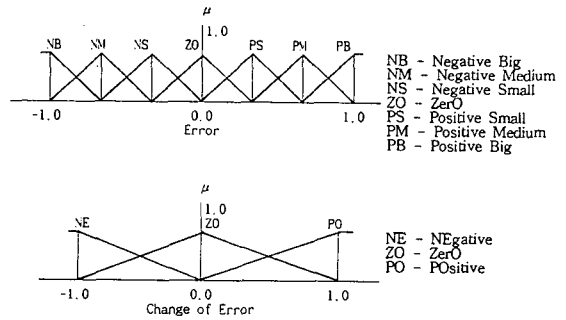 μ
1.0
NB NM NS ZO PS PM PB
-1.0 0.0 1.0
Error
NB - Negative Big
NM - Negative Medium
NS - Negative Small
ZO - ZerO
PS - Positive Small
PM - Positive Medium
PB - Positive Big
μ
1.0
NE ZO PO
-1.0 0.0 1.0
Change of Error
NE - NEgative
ZO - ZerO
PO - POsitive